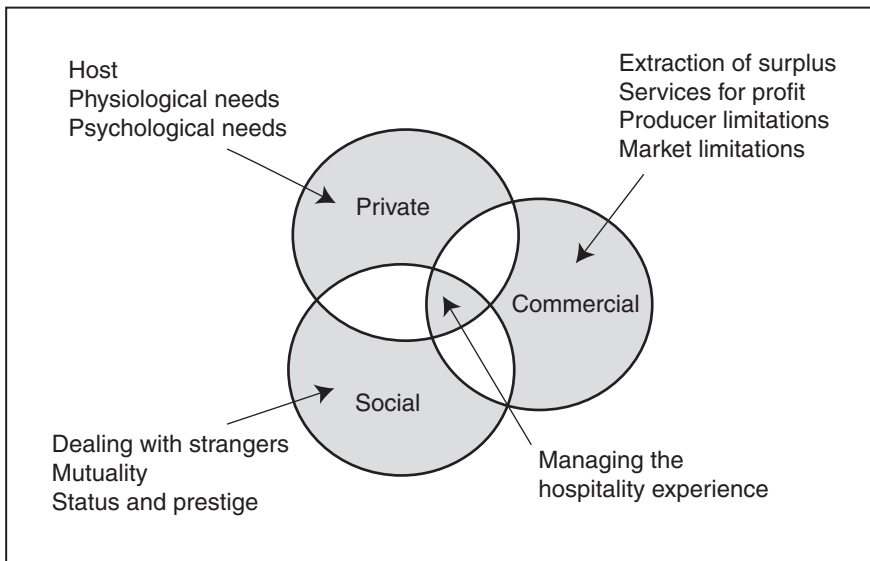 Host
Physiological needs
Psychological needs
Extraction of surplus
Services for profit
Producer limitations
Market limitations
Private
Commercial
Social
Dealing with strangers
Mutuality
Status and prestige
Managing the
hospitality experience